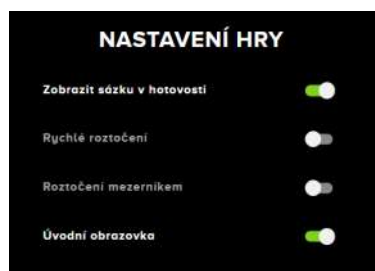 NASTAVENÍ HRY
Zobrazit sázku v hotovosti
Rychlé roztočení
Roztočení mezerníkem
Úvodní obrazovka